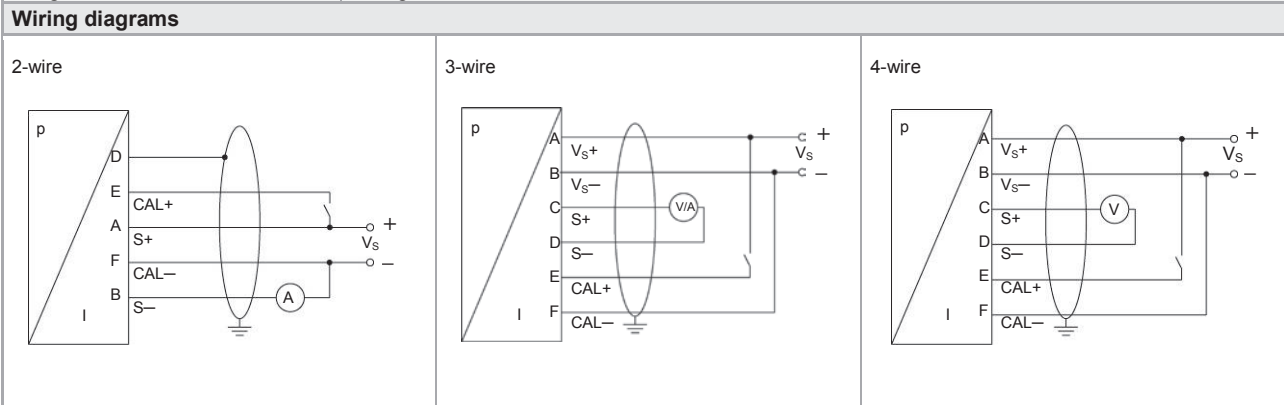 Wiring diagrams
2-wire
p
D
E
CAL+
A
S+
F
CAL–
B
S–
I
A
+
VS
–
3-wire
p
A
VS+
B
VS–
C
S+
D
S–
E
CAL+
F
CAL–
I
V/A
+
VS
–
4-wire
p
A
VS+
B
VS–
C
S+
D
S–
E
CAL+
F
CAL–
I
V
+
VS
–